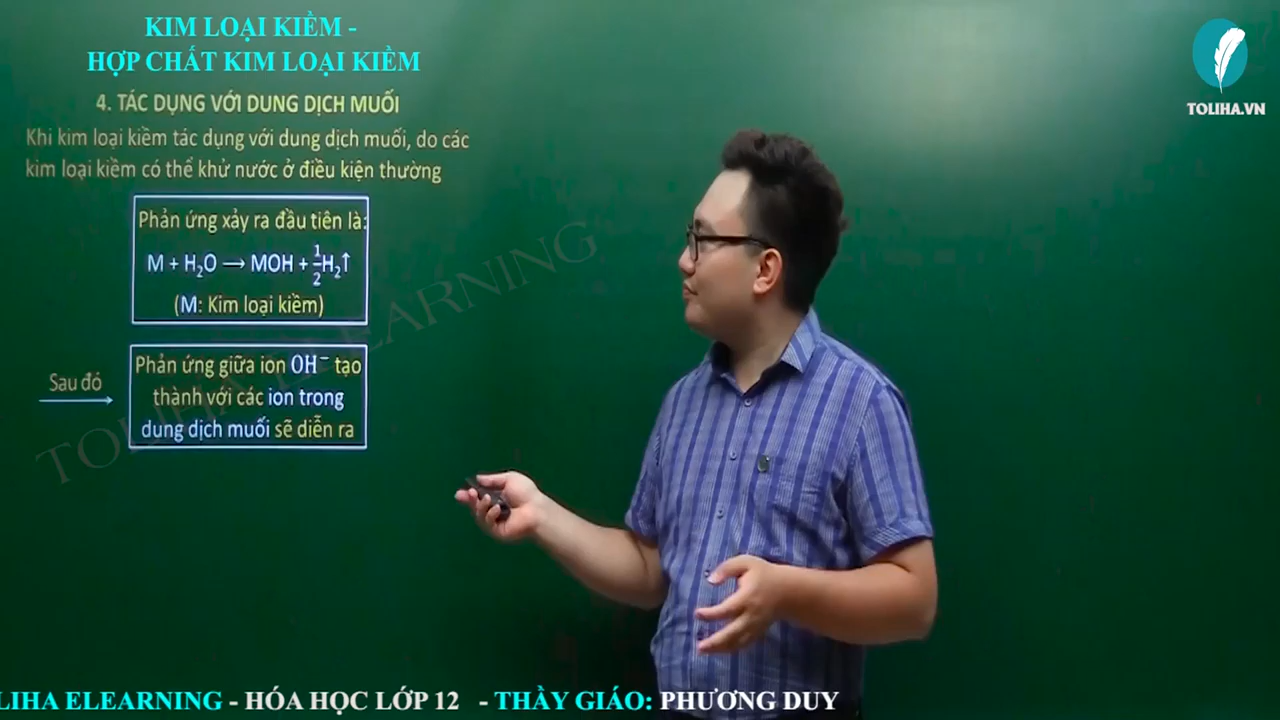 KIM LOẠI KIỀM -
HỢP CHẤT KIM LOẠI KIỀM
TOLIHA.VN
4. TÁC DỤNG VỚI DUNG DỊCH MUỐI
Khi kim loại kiềm tác dụng với dung dịch muối, do các
kim loại kiềm có thể khử nước ở điều kiện thường
Phản ứng xảy ra đầu tiên là:
M + H₂O → MOH + ½H₂↑
(M: Kim loại kiềm)
Sau đó
Phản ứng giữa ion OH⁻ tạo
thành với các ion trong
dung dịch muối sẽ diễn ra
TOLIHA ELEARNING
LIHA ELEARNING - HÓA HỌC LỚP 12 - THẦY GIÁO: PHƯƠNG DUY